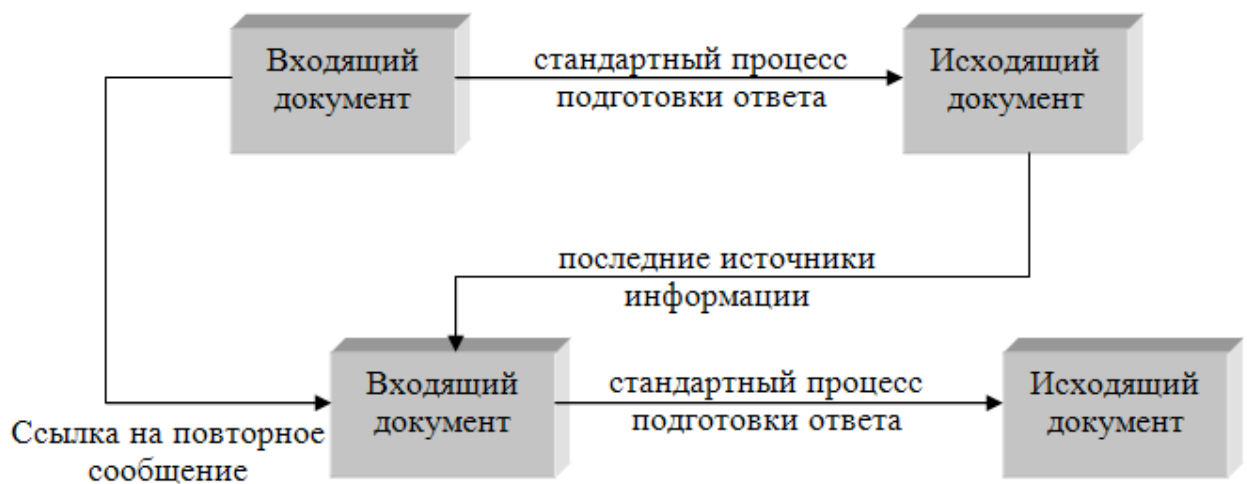 Входящий
документ
стандартный процесс
подготовки ответа
Исходящий
документ
последние источники
информации
Ссылка на повторное
сообщение
Входящий
документ
стандартный процесс
подготовки ответа
Исходящий
документ